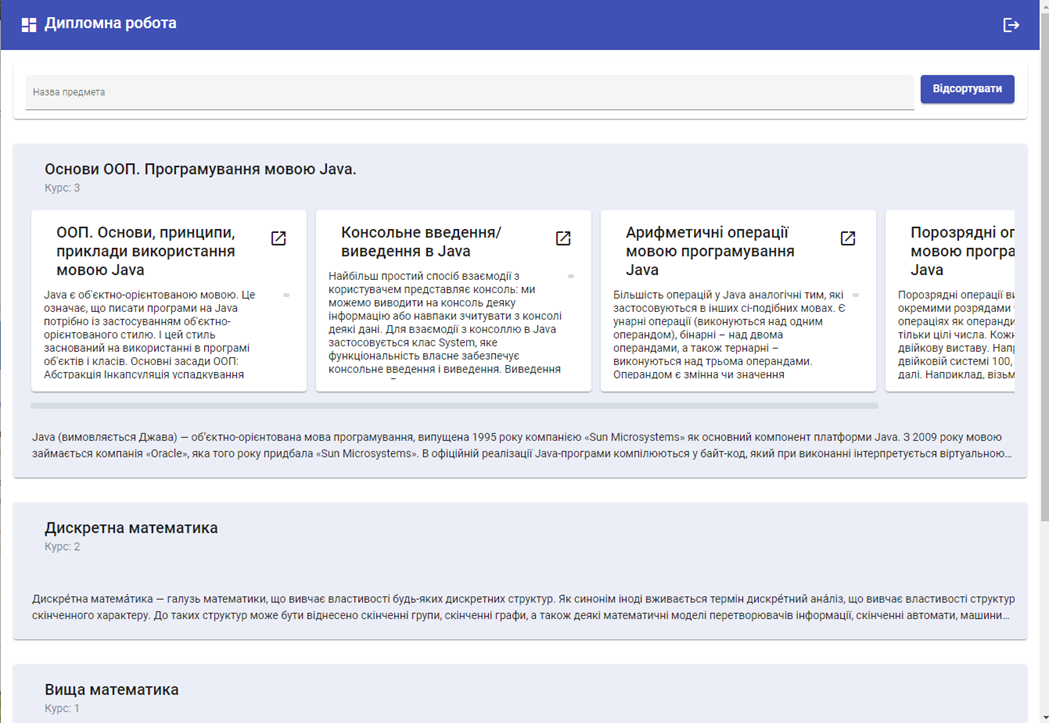 Дипломна робота
Назва предмета
Відсортувати
Основи ООП. Програмування мовою Java.
Курс: 3
ООП. Основи, принципи,
приклади використання
мовою Java
Java є об'єктно-орієнтованою мовою. Це
означає, що писати програми на Java
потрібно із застосуванням об'єктно-
орієнтованого стилю. І цей стиль
заснований на використанні в програмі
об'єктів і класів. Основні засади ООП:
Абстракція Інкапсуляція успадкування
Консольне введення/
виведення в Java
Найбільш простий спосіб взаємодії з
користувачем представляє консоль: ми
можемо виводити на консоль деяку
інформацію або навпаки зчитувати з консолі
деякі дані. Для взаємодії з консоллю в Java
застосовується клас System, яке
функціональність власне забезпечує
консольне введення і виведення. Виведення
Арифметичні операції
мовою програмування
Java
Більшість операцій у Java аналогічні тим, які
застосовуються в інших сі-подібних мовах. Є
унарні операції (виконуються над одним
операндом), бінарні – над двома
операндами, а також тернарні –
виконуються над трьома операндами.
Операндом є змінна чи значення
Порозрядні оп
мовою програ
Java
Порозрядні операції ви
окремими розрядами
операціях як операнди
тільки цілі числа. Кожн
двійкову виставу. Напр
двійковій системі 100,
далі. Наприклад, візьм
Java (вимовляється Джава) — об'єктно-орієнтована мова програмування, випущена 1995 року компанією «Sun Microsystems» як основний компонент платформи Java. З 2009 року мовою
займається компанія «Oracle», яка того року придбала «Sun Microsystems». В офіційній реалізації Java-програми компілюються у байт-код, який при виконанні інтерпретується віртуальною...
Дискретна математика
Курс: 2
Дискре́тна матема́тика — галузь математики, що вивчає властивості будь-яких дискретних структур. Як синонім іноді вживається термін дискре́тний ана́ліз, що вивчає властивості структур
скінченного характеру. До таких структур може бути віднесено скінченні групи, скінченні графи, а також деякі математичні моделі перетворювачів інформації, скінченні автомати, машини...
Вища математика
Курс: 1